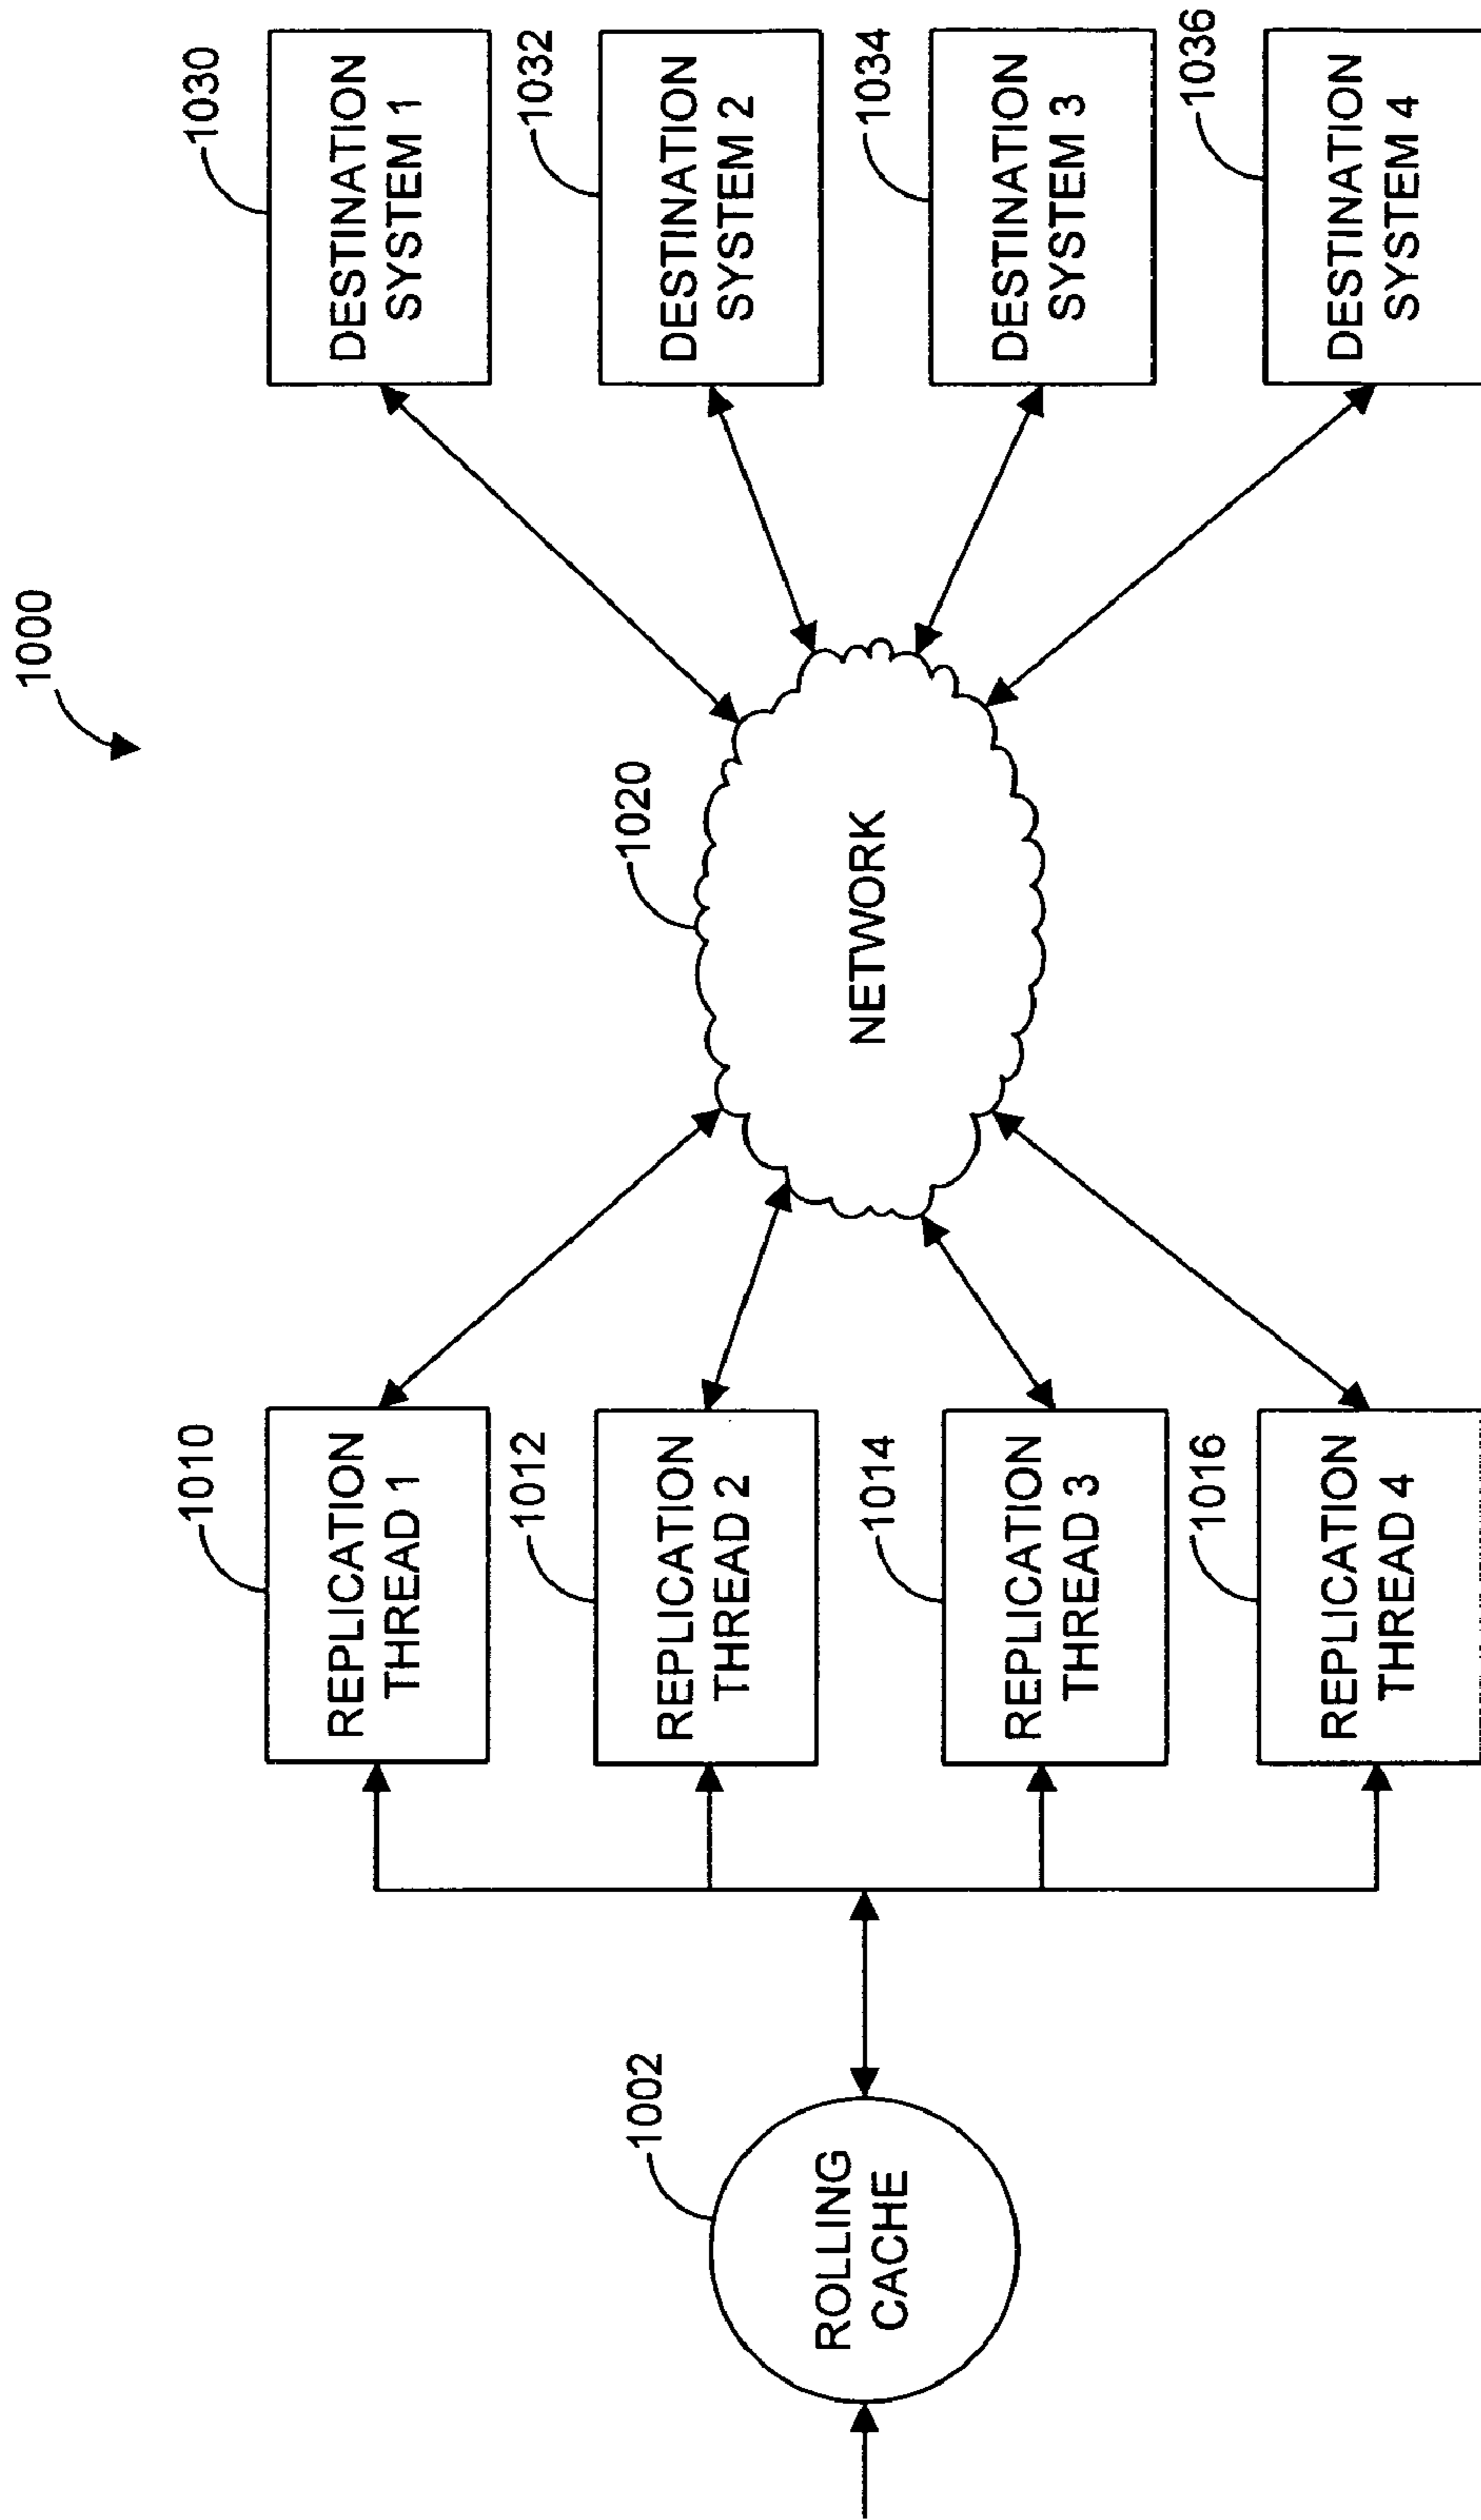 1000
1002
ROLLING
CACHE
1010
REPLICATION
THREAD 1
1012
REPLICATION
THREAD 2
1014
REPLICATION
THREAD 3
1016
REPLICATION
THREAD 4
1020
NETWORK
1030
DESTINATION
SYSTEM 1
1032
DESTINATION
SYSTEM 2
1034
DESTINATION
SYSTEM 3
1036
DESTINATION
SYSTEM 4